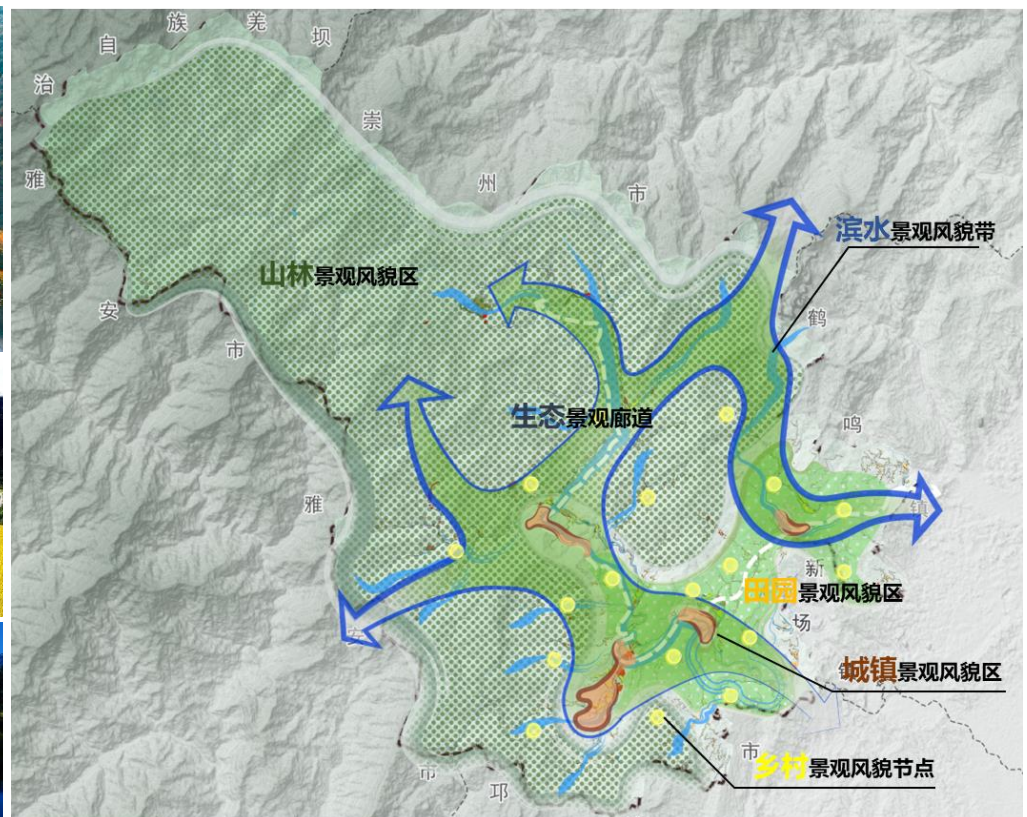 族
羌
自
坝
治
崇
雅
州
市
滨水景观风貌带
山林景观风貌区
安
鹤
市
生态景观廊道
鸣
雅
镇
新
田园景观风貌区
场
城镇景观风貌区
市
乡村景观风貌节点
市
邛